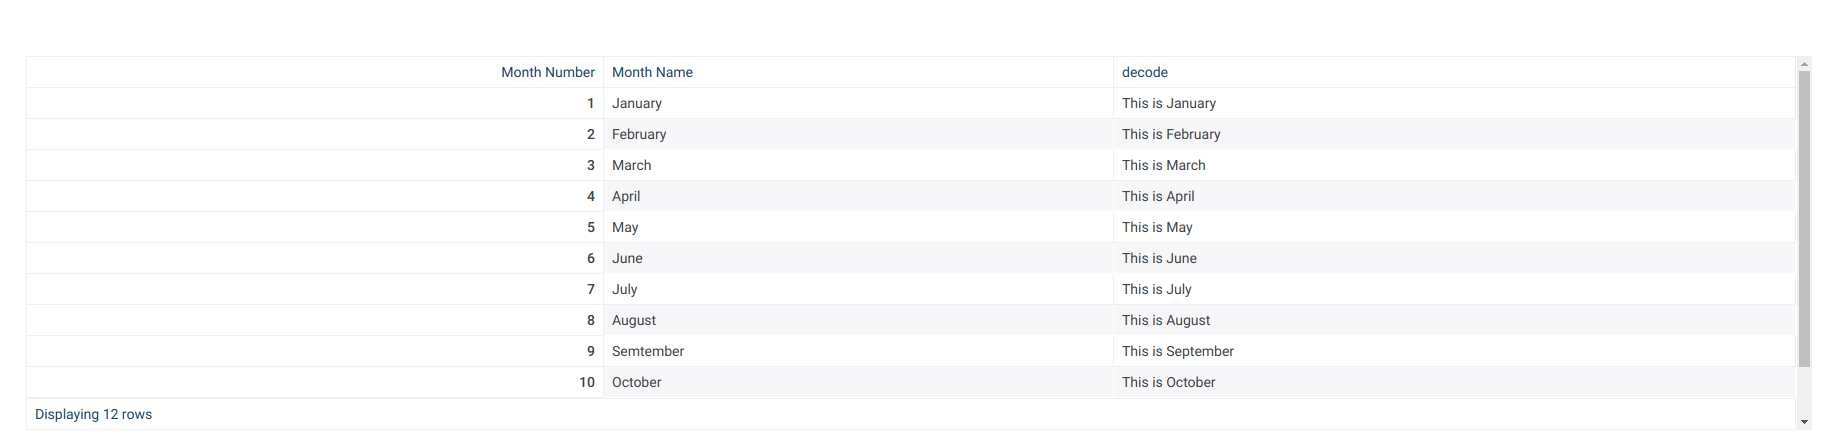 Month Number Month Name decode
1 January This is January
2 February This is February
3 March This is March
4 April This is April
5 May This is May
6 June This is June
7 July This is July
8 August This is August
9 Semtember This is September
10 October This is October
Displaying 12 rows